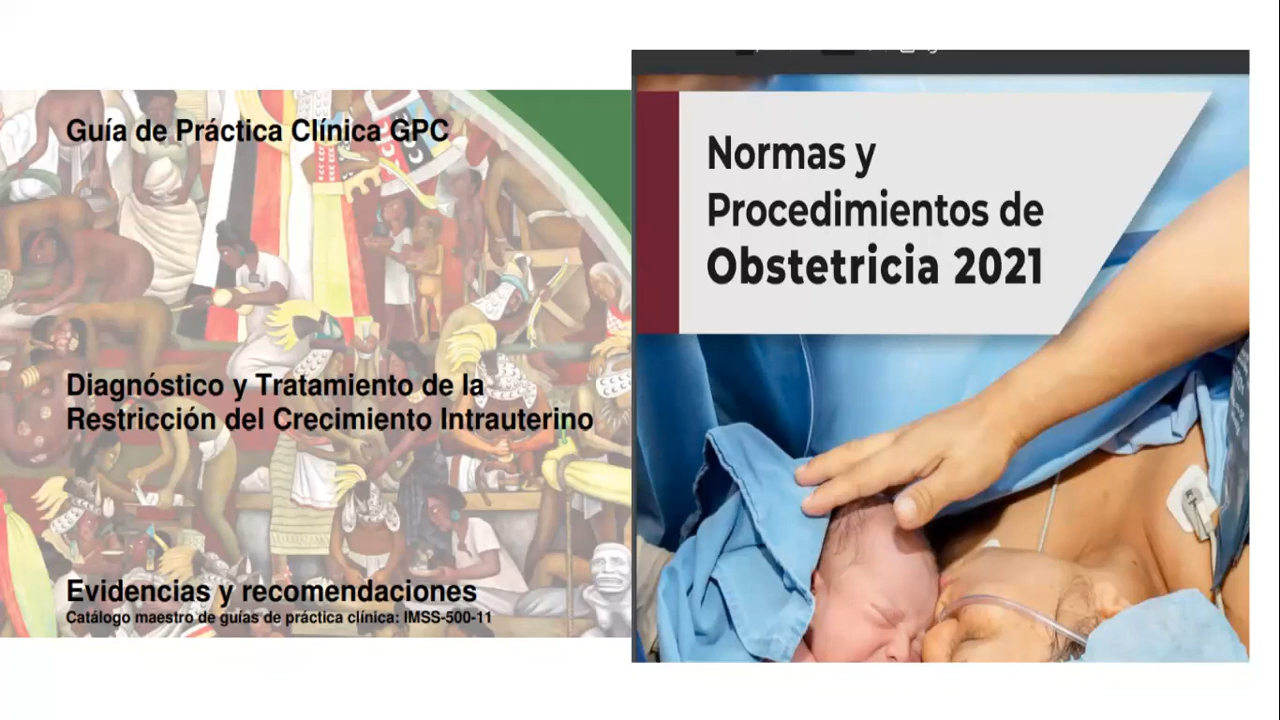 Guía de Práctica Clínica GPC
Diagnóstico y Tratamiento de la
Restricción del Crecimiento Intrauterino
Evidencias y recomendaciones
Catálogo maestro de guías de práctica clínica: IMSS-500-11
Normas y
Procedimientos de
Obstetricia 2021